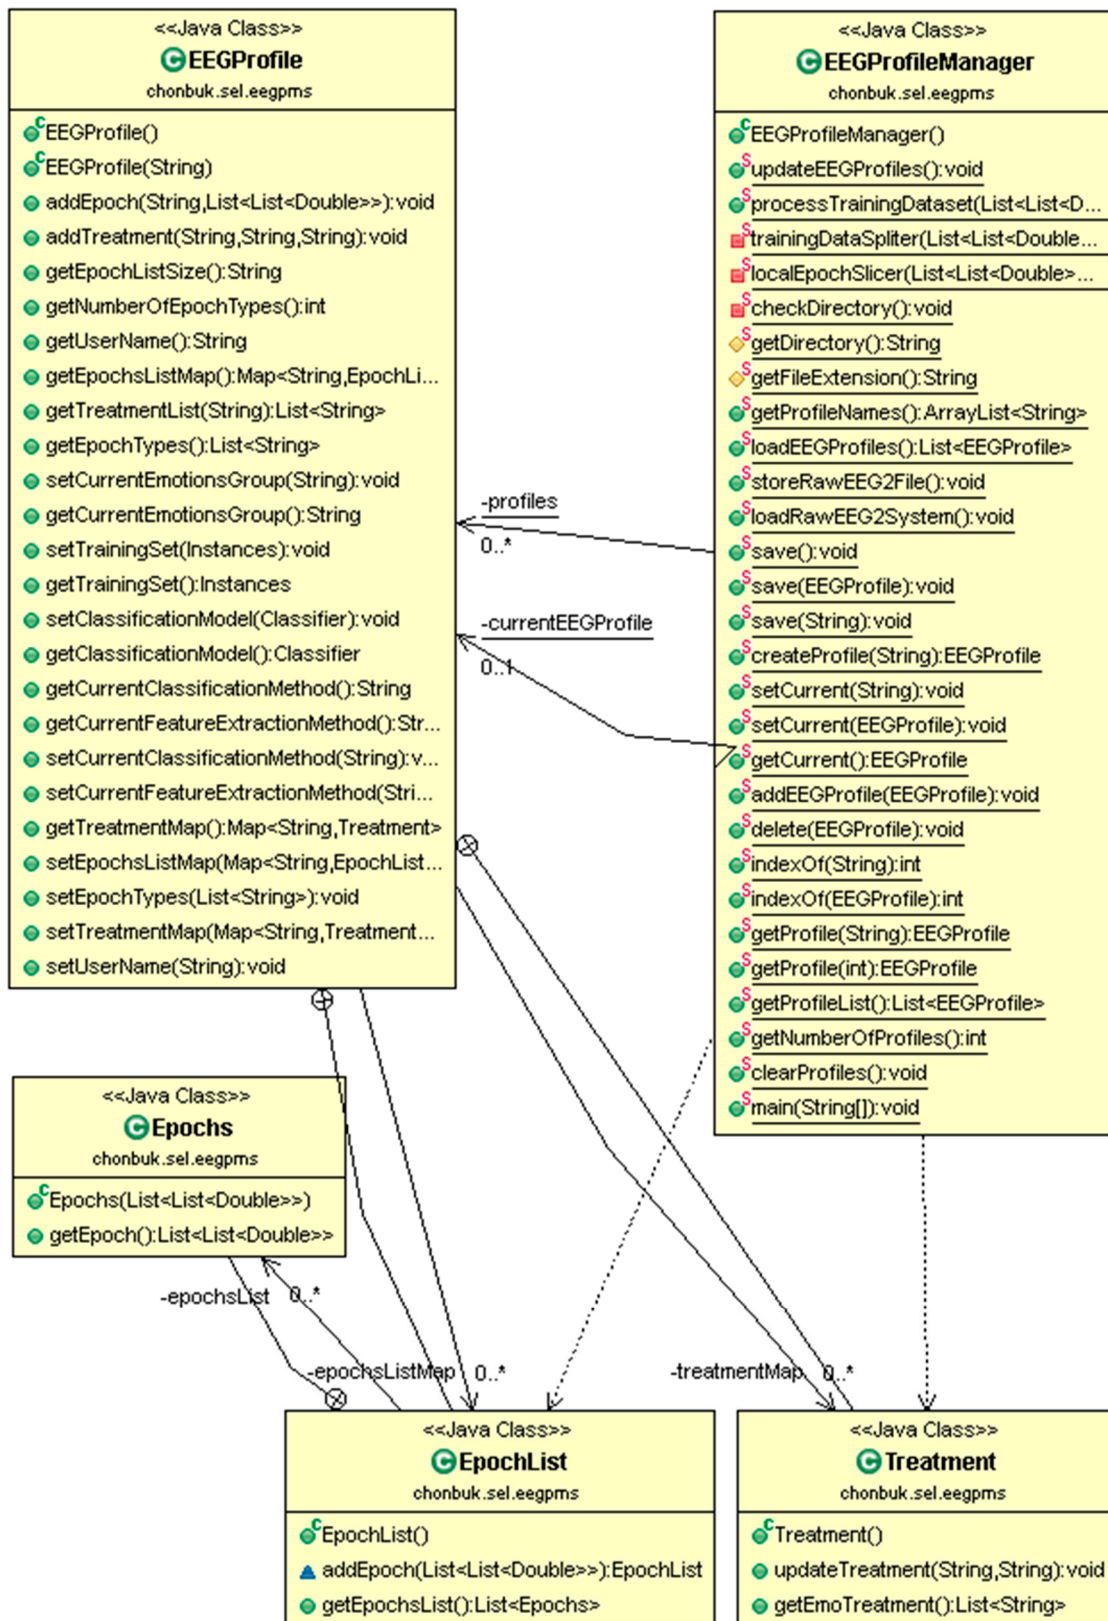 <<Java Class>>
EEGProfile
chonbuk.sel.eegpms
EEGProfile()
EEGProfile(String)
addEpoch(String,List<List<Double>>):void
addTreatment(String,String,String):void
getEpochListSize():String
getNumberOfEpochTypes():int
getUserName():String
getEpochsListMap():Map<String,EpochLi...
getTreatmentList(String):List<String>
getEpochTypes():List<String>
setCurrentEmotionsGroup(String):void
getCurrentEmotionsGroup():String
setTrainingSet(Instances):void
getTrainingSet():Instances
setClassificationModel(Classifier):void
getClassificationModel():Classifier
getCurrentClassificationMethod():String
getCurrentFeatureExtractionMethod():Str...
setCurrentClassificationMethod(String):v...
setCurrentFeatureExtractionMethod(Stri...
getTreatmentMap():Map<String,Treatment>
setEpochsListMap(Map<String,EpochList...
setEpochTypes(List<String>):void
setTreatmentMap(Map<String,Treatment...
setUserName(String):void
<<Java Class>>
EEGProfileManager
chonbuk.sel.eegpms
EEGProfileManager()
updateEEGProfiles():void
processTrainingDataset(List<List<D...
trainingDataSpliter(List<List<Double...
localEpochSlicer(List<List<Double>...
checkDirectory():void
getDirectory():String
getFileExtension():String
getProfileNames():ArrayList<String>
loadEEGProfiles():List<EEGProfile>
storeRawEEG2File():void
loadRawEEG2System():void
save():void
save(EEGProfile):void
save(String):void
createProfile(String):EEGProfile
setCurrent(String):void
setCurrent(EEGProfile):void
getCurrent():EEGProfile
addEEGProfile(EEGProfile):void
delete(EEGProfile):void
indexOf(String):int
indexOf(EEGProfile):int
getProfile(String):EEGProfile
getProfile(int):EEGProfile
getProfileList():List<EEGProfile>
getNumberOfProfiles():int
clearProfiles():void
main(String[]):void
-profiles
0..*
-currentEEGProfile
0..1
<<Java Class>>
Epochs
chonbuk.sel.eegpms
Epochs(List<List<Double>>)
getEpoch():List<List<Double>>
-epochsList 0..*
-epochsListMap 0..*
-treatmentMap 0..*
<<Java Class>>
EpochList
chonbuk.sel.eegpms
EpochList()
addEpoch(List<List<Double>>):EpochList
getEpochsList():List<Epochs>
<<Java Class>>
Treatment
chonbuk.sel.eegpms
Treatment()
updateTreatment(String,String):void
getEmoTreatment():List<String>